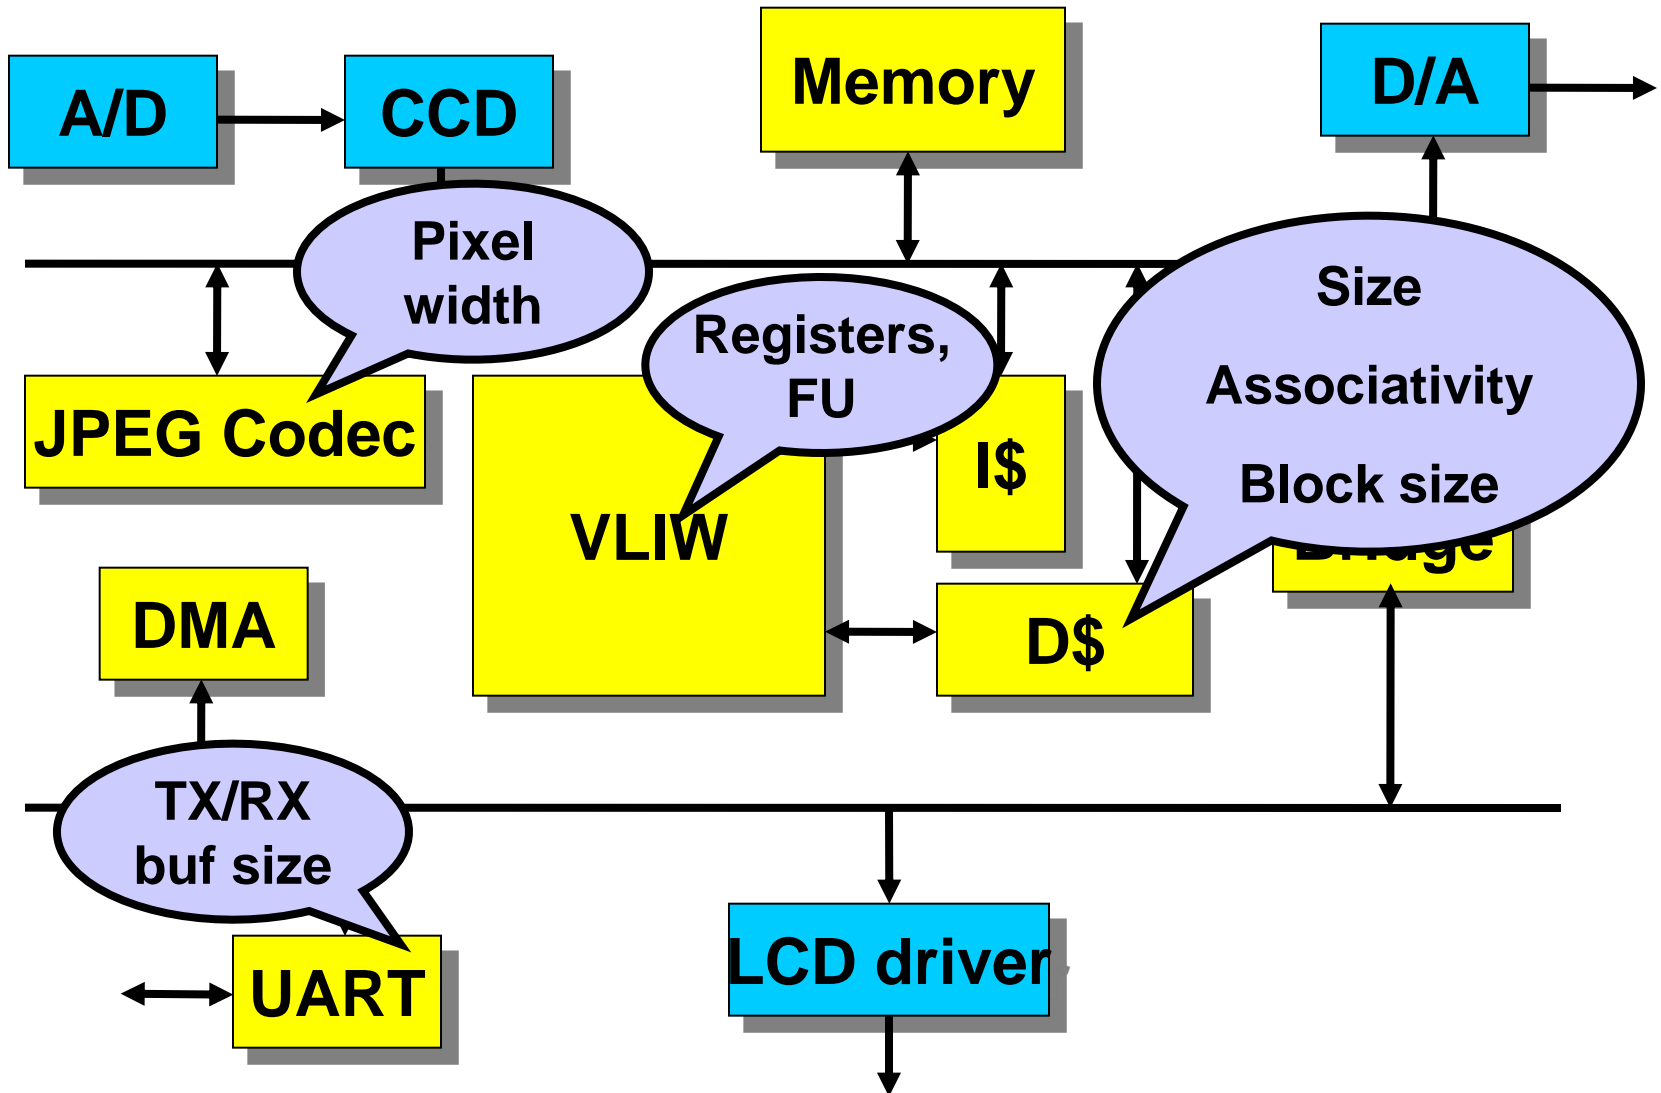 A/D
CCD
Memory
D/A
Pixel
width
Registers,
FU
Size
Associativity
Block size
JPEG Codec
VLIW
I$
Bridge
DMA
D$
TX/RX
buf size
UART
LCD driver